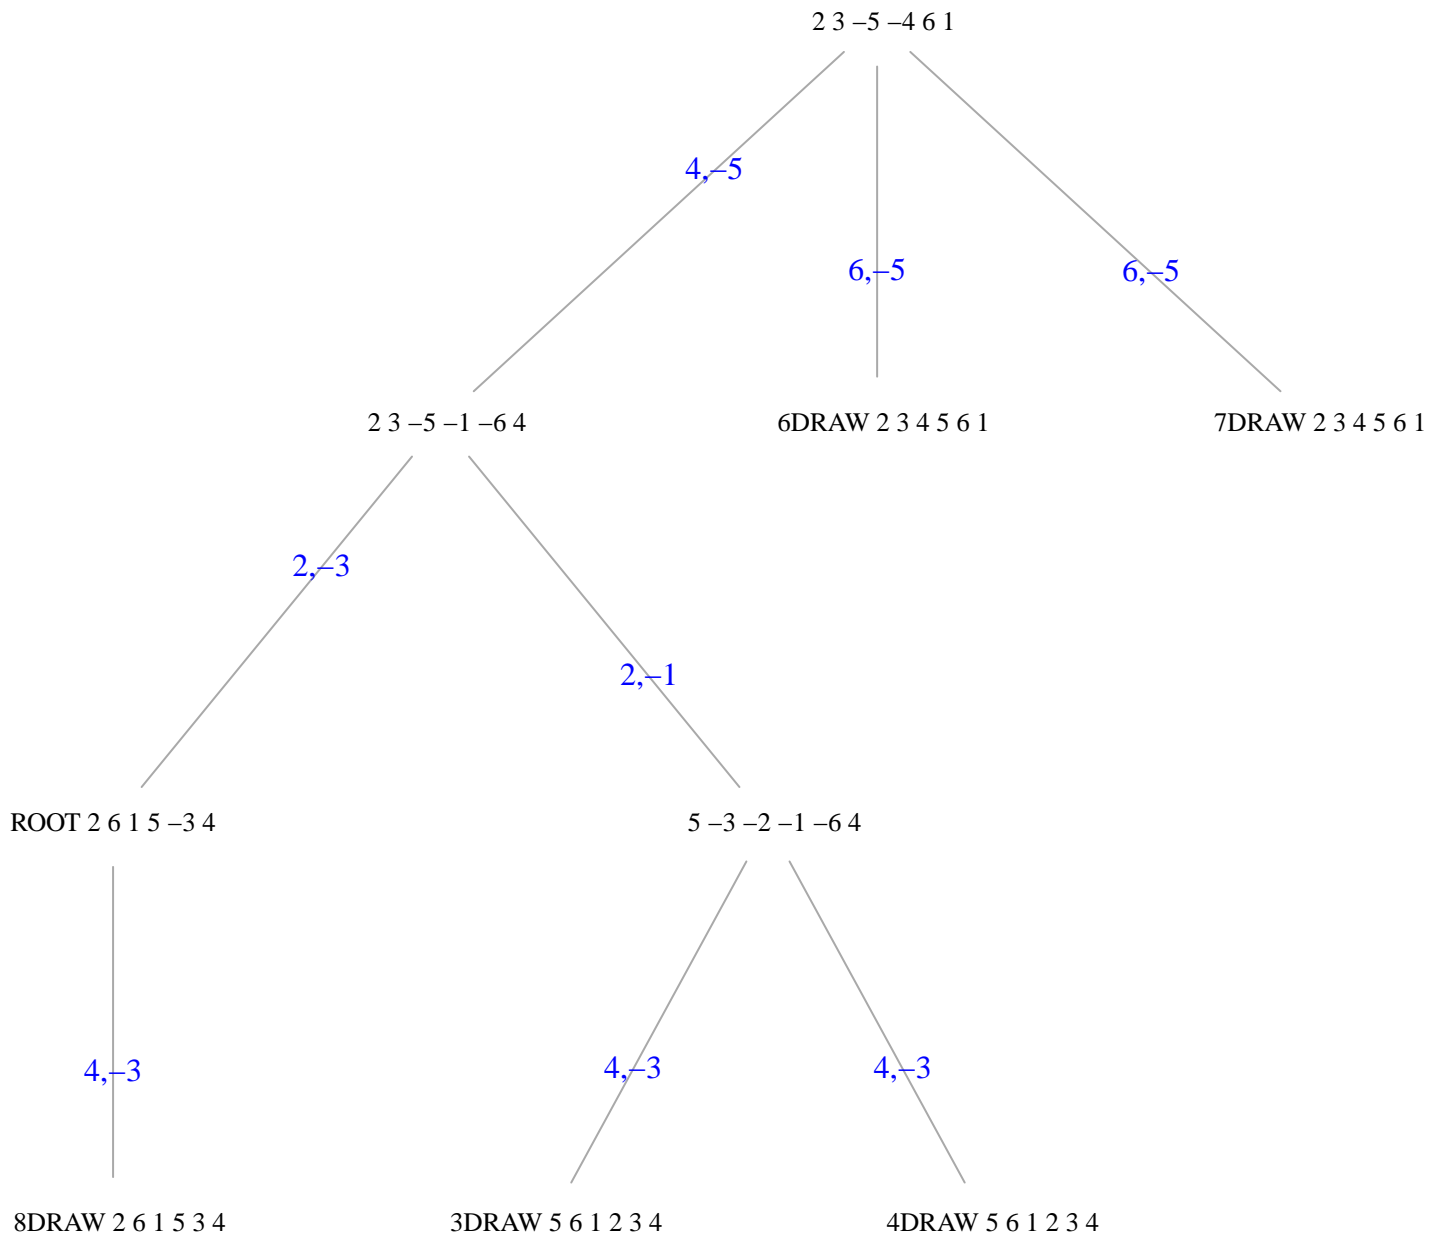 2 3 –5 –4 6 1
4,–5
6,–5
6,–5
2 3 –5 –1 –6 4
6DRAW 2 3 4 5 6 1
7DRAW 2 3 4 5 6 1
2,–3
2,–1
ROOT 2 6 1 5 –3 4
5 –3 –2 –1 –6 4
4,–3
4,–3
4,–3
8DRAW 2 6 1 5 3 4
3DRAW 5 6 1 2 3 4
4DRAW 5 6 1 2 3 4